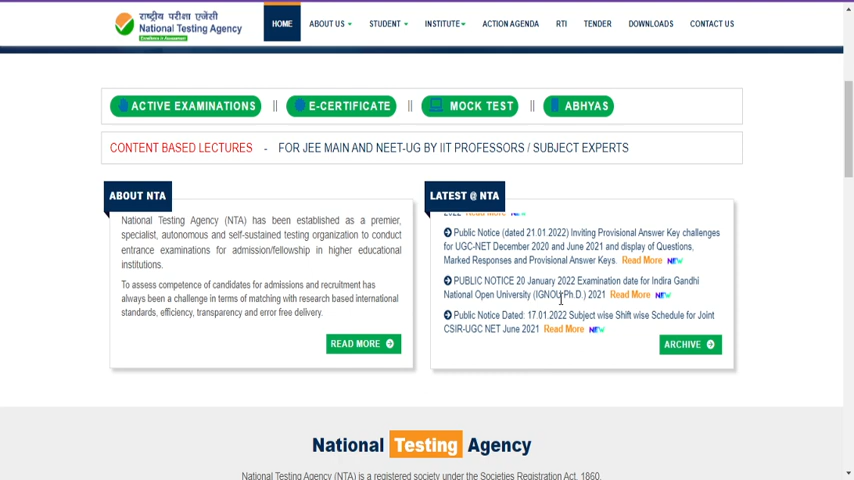 राष्ट्रीय परीक्षा एजेंसी
National Testing Agency
Excellence in Assessment
HOME
ABOUT US
STUDENT
INSTITUTE
ACTION AGENDA
RTI
TENDER
DOWNLOADS
CONTACT US
ACTIVE EXAMINATIONS || E-CERTIFICATE || MOCK TEST || ABHYAS
CONTENT BASED LECTURES - FOR JEE MAIN AND NEET-UG BY IIT PROFESSORS / SUBJECT EXPERTS
ABOUT NTA
National Testing Agency (NTA) has been established as a premier,
specialist, autonomous and self-sustained testing organization to conduct
entrance examinations for admission/fellowship in higher educational
institutions.
To assess competence of candidates for admissions and recruitment has
always been a challenge in terms of matching with research based international
standards, efficiency, transparency and error free delivery.
READ MORE
LATEST @ NTA
2022 Read More NEW
Public Notice (dated 21.01.2022) Inviting Provisional Answer Key challenges
for UGC-NET December 2020 and June 2021 and display of Questions,
Marked Responses and Provisional Answer Keys. Read More NEW
PUBLIC NOTICE 20 January 2022 Examination date for Indira Gandhi
National Open University (IGNOU Ph.D.) 2021 Read More NEW
Public Notice Dated: 17.01.2022 Subject wise Shift wise Schedule for Joint
CSIR-UGC NET June 2021 Read More NEW
ARCHIVE
National Testing Agency
National Testing Agency (NTA) is a registered society under the Societies Registration Act, 1860.